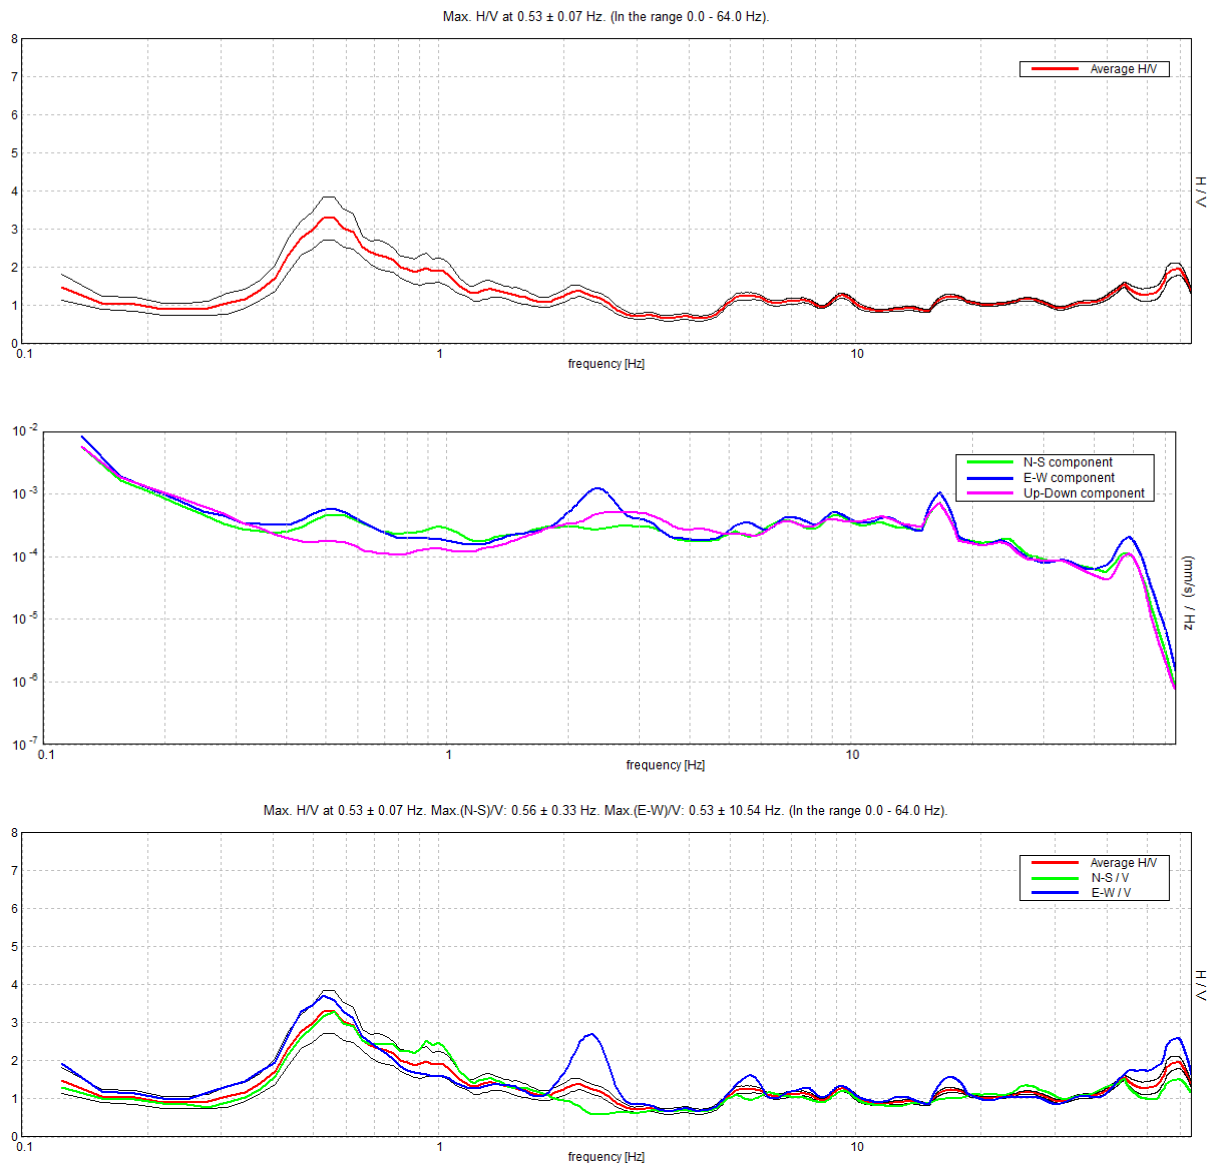 Max. H/V at 0.53 ± 0.07 Hz. (In the range 0.0 - 64.0 Hz).
8
7
6
5
4
3
2
1
0
Average H/V
H / V
0.1
1
10
frequency [Hz]
10 -2
10 -3
10 -4
10 -5
10 -6
10 -7
N-S component
E-W component
Up-Down component
(mm/s) / Hz
0.1
1
10
frequency [Hz]
Max. H/V at 0.53 ± 0.07 Hz. Max.(N-S)/V: 0.56 ± 0.33 Hz. Max.(E-W)/V: 0.53 ± 10.54 Hz. (In the range 0.0 - 64.0 Hz).
8
7
6
5
4
3
2
1
0
Average H/V
N-S / V
E-W / V
H / V
0.1
1
10
frequency [Hz]